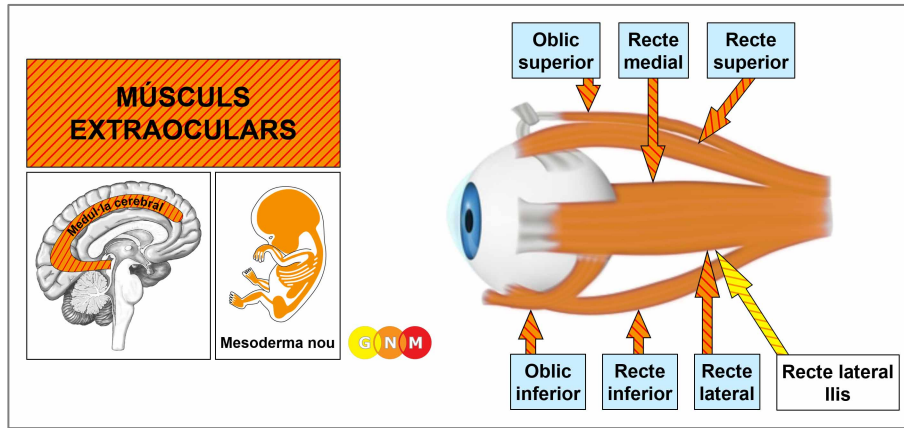 MÚSCULS
EXTRAOCULARS
Medul·la cerebral
Mesoderma nou
G N M
Oblic
superior
Recte
medial
Recte
superior
Oblic
inferior
Recte
inferior
Recte
lateral
Recte lateral
llis